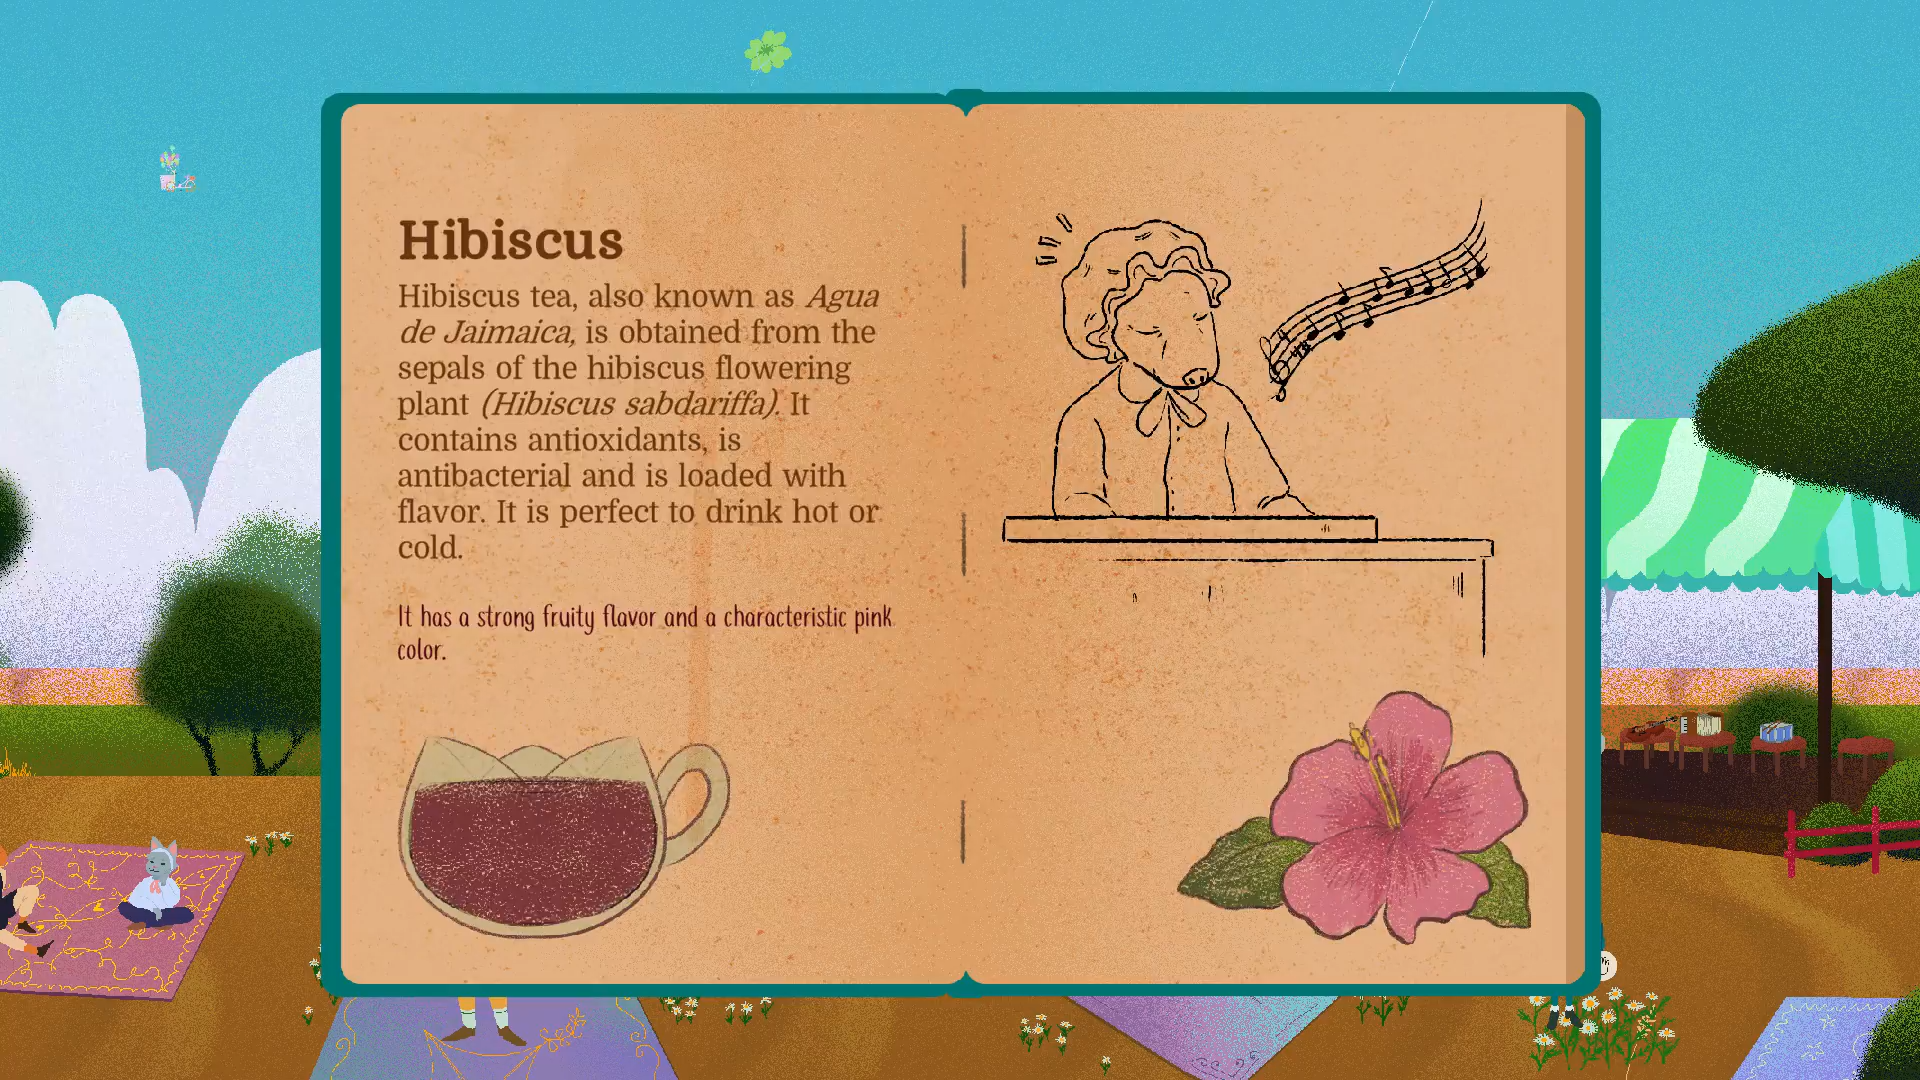 Hibiscus
Hibiscus tea, also known as Agua
de Jaimaica, is obtained from the
sepals of the hibiscus flowering
plant (Hibiscus sabdariffa). It
contains antioxidants, is
antibacterial and is loaded with
flavor. It is perfect to drink hot or
cold.
It has a strong fruity flavor and a characteristic pink
color.